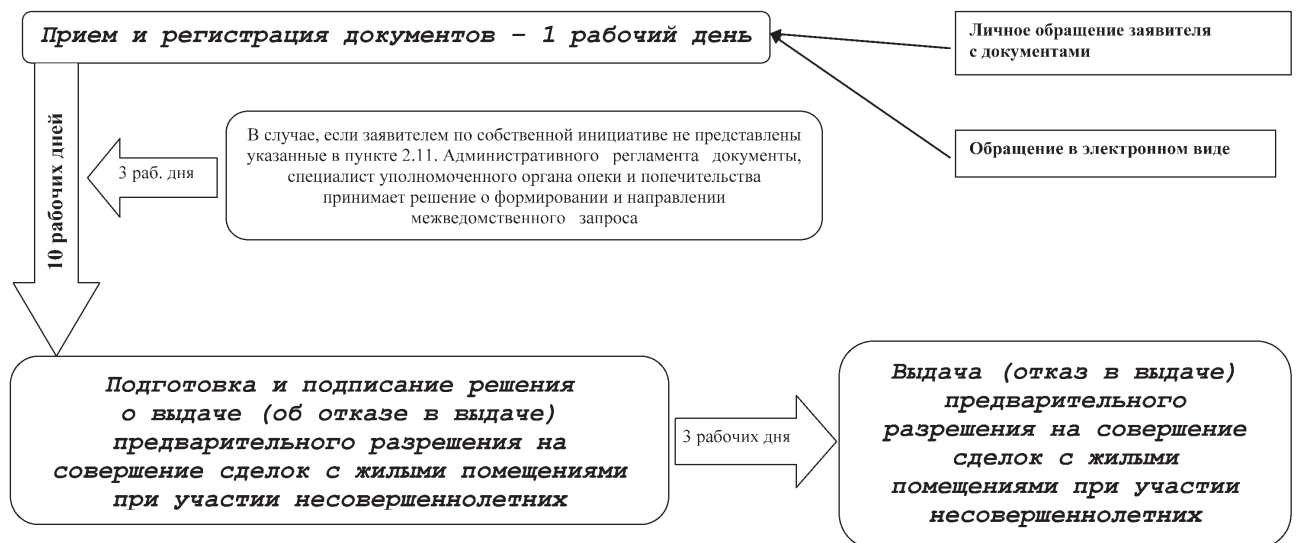 Прием и регистрация документов – 1 рабочий день
Личное обращение заявителя
с документами
Обращение в электронном виде
10 рабочих дней
3 раб. дня
В случае, если заявителем по собственной инициативе не представлены
указанные в пункте 2.11. Административного регламента документы,
специалист уполномоченного органа опеки и попечительства
принимает решение о формировании и направлении
межведомственного запроса
Подготовка и подписание решения
о выдаче (об отказе в выдаче)
предварительного разрешения на
совершение сделок с жилыми помещениями
при участии несовершеннолетних
3 рабочих дня
Выдача (отказ в выдаче)
предварительного
разрешения на совершение
сделок с жилыми
помещениями при участии
несовершеннолетних